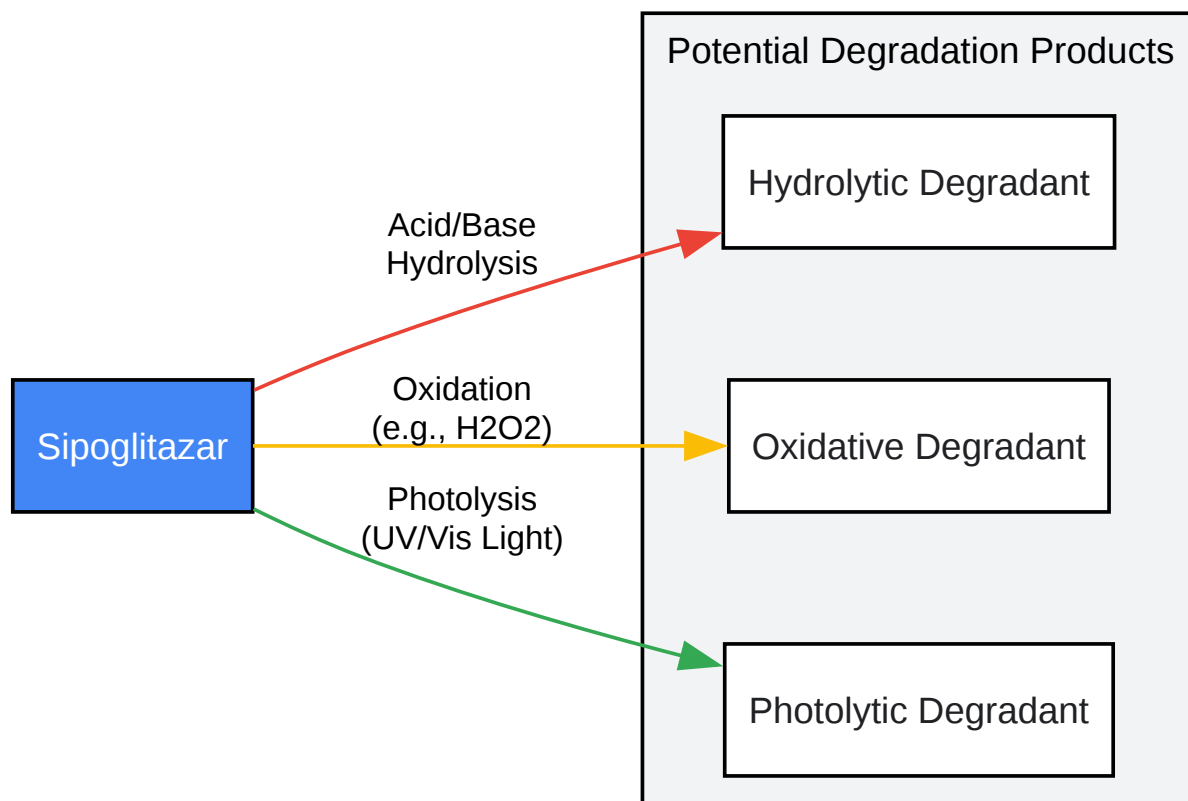 Potential Degradation Products
Hydrolytic Degradant
Acid/Base
Hydrolysis
Sipoglitazar
Oxidation
(e.g., H2O2)
Oxidative Degradant
Photolysis
(UV/Vis Light)
Photolytic Degradant